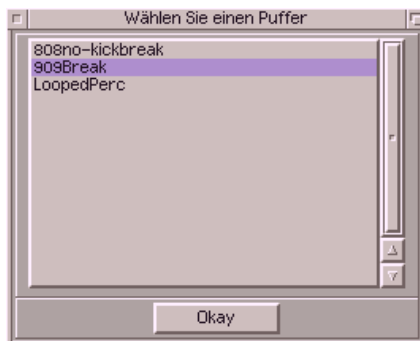 Wählen Sie einen Puffer
808no-kickbreak
909Break
LoopedPerc
Okay